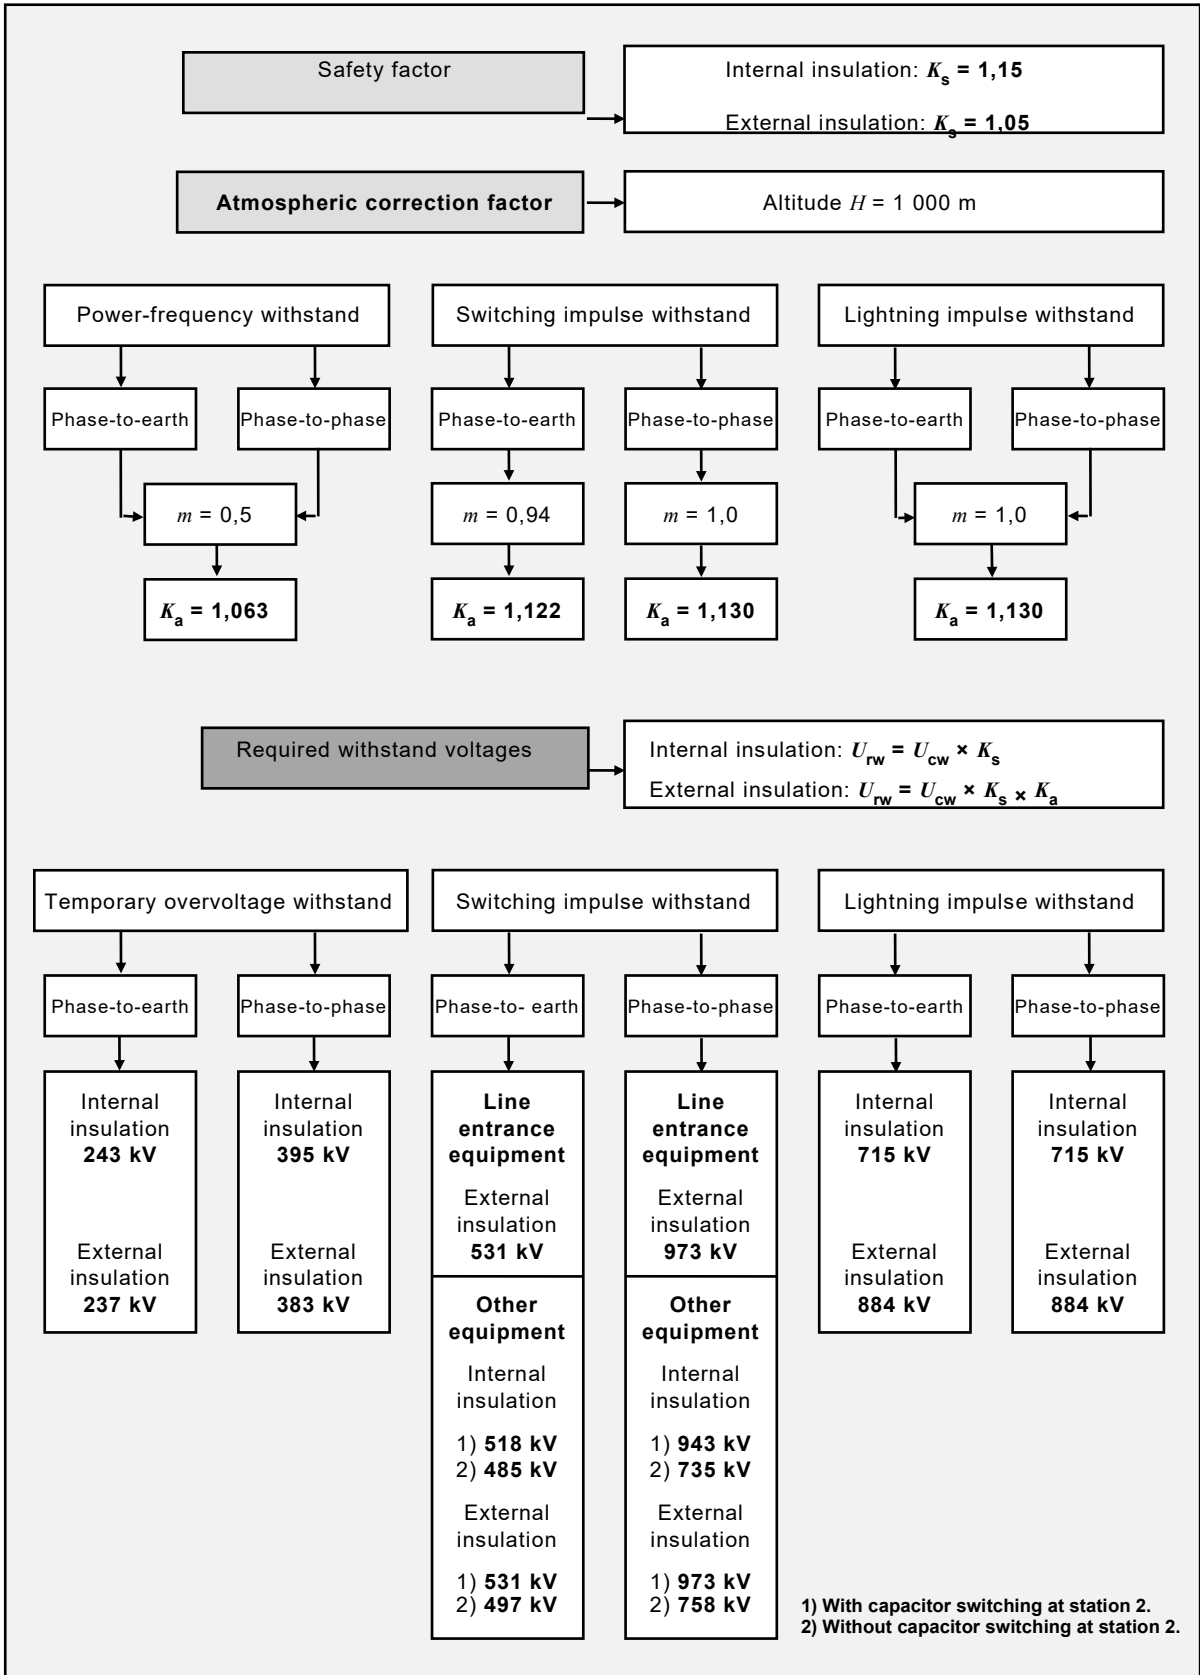 Safety factor
Internal insulation: Ks = 1,15
External insulation: Ks = 1,05
Atmospheric correction factor
Altitude H = 1 000 m
Power-frequency withstand
Switching impulse withstand
Lightning impulse withstand
Phase-to-earth
Phase-to-phase
Phase-to-earth
Phase-to-phase
Phase-to-earth
Phase-to-phase
m = 0,5
m = 0,94
m = 1,0
m = 1,0
Ka = 1,063
Ka = 1,122
Ka = 1,130
Ka = 1,130
Required withstand voltages
Internal insulation: Urw = Ucw × Ks
External insulation: Urw = Ucw × Ks × Ka
Temporary overvoltage withstand
Switching impulse withstand
Lightning impulse withstand
Phase-to-earth
Phase-to-phase
Phase-to- earth
Phase-to-phase
Phase-to-earth
Phase-to-phase
Internal
insulation
243 kV
External
insulation
237 kV
Internal
insulation
395 kV
External
insulation
383 kV
Line
entrance
equipment
External
insulation
531 kV
Other
equipment
Internal
insulation
1) 518 kV
2) 485 kV
External
insulation
1) 531 kV
2) 497 kV
Line
entrance
equipment
External
insulation
973 kV
Other
equipment
Internal
insulation
1) 943 kV
2) 735 kV
External
insulation
1) 973 kV
2) 758 kV
Internal
insulation
715 kV
External
insulation
884 kV
Internal
insulation
715 kV
External
insulation
884 kV
1) With capacitor switching at station 2.
2) Without capacitor switching at station 2.